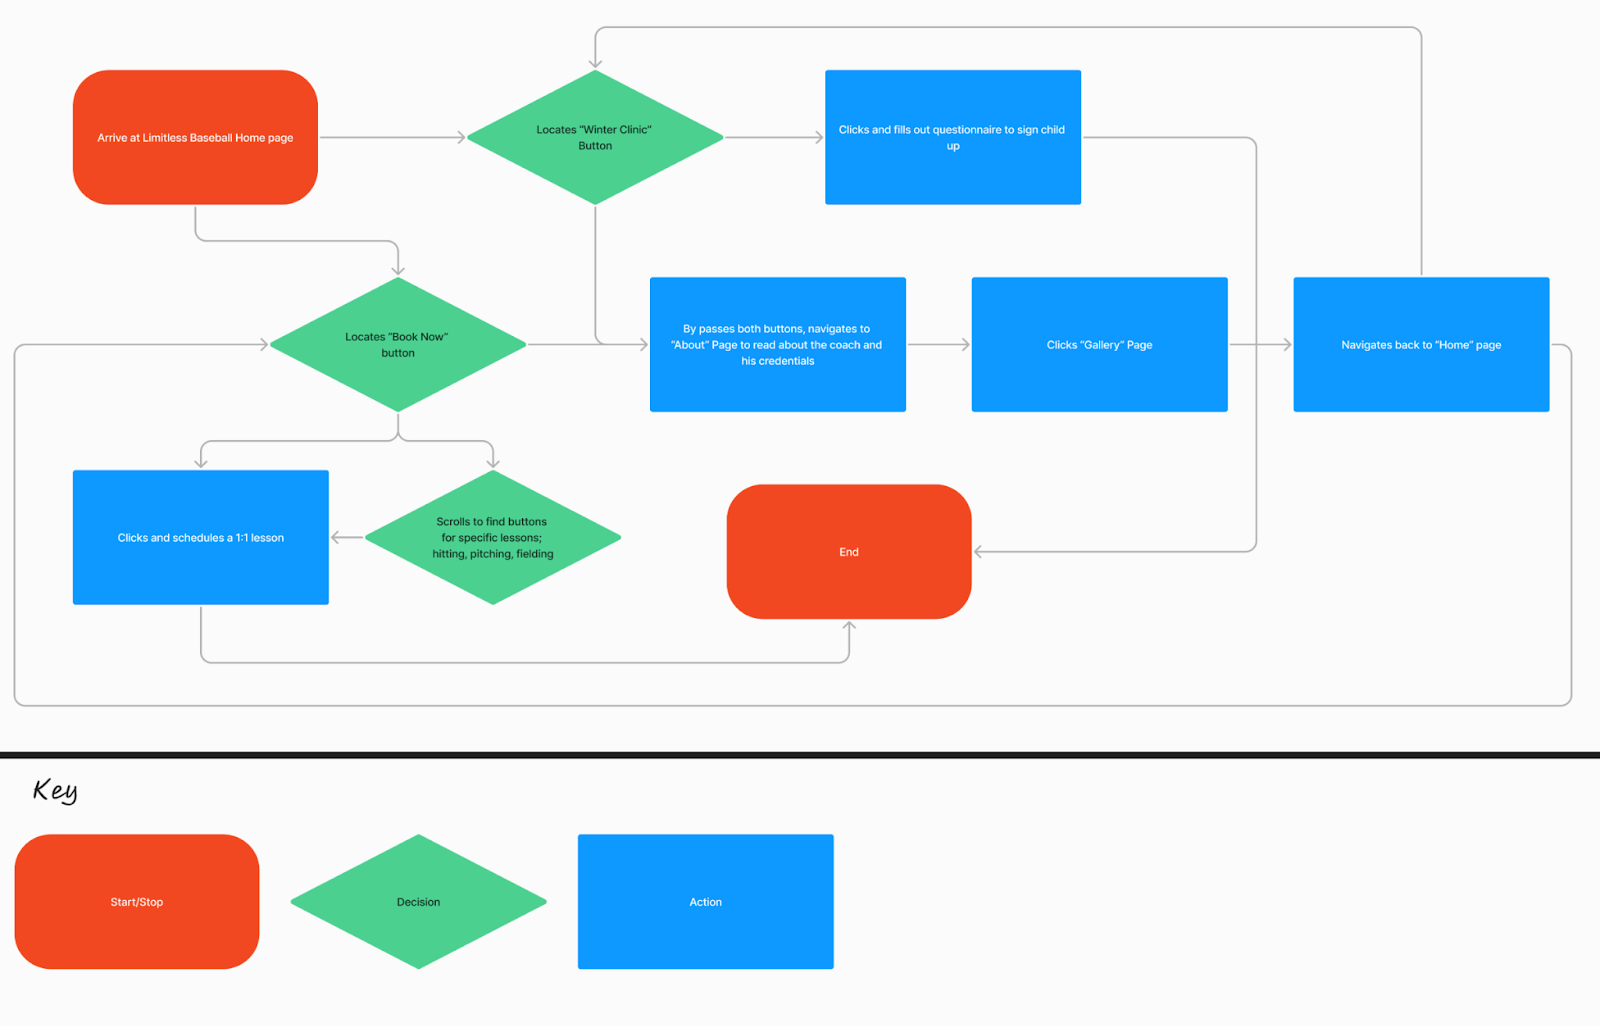 Arrive at Limitless Baseball Home page
Locates “Winter Clinic”
Button
Clicks and fills out questionnaire to sign child
up
Locates “Book Now”
button
By passes both buttons, navigates to
“About” Page to read about the coach and
his credentials
Clicks “Gallery” Page
Navigates back to “Home” page
Clicks and schedules a 1:1 lesson
Scrolls to find buttons
for specific lessons;
hitting, pitching, fielding
End
Key
Start/Stop
Decision
Action